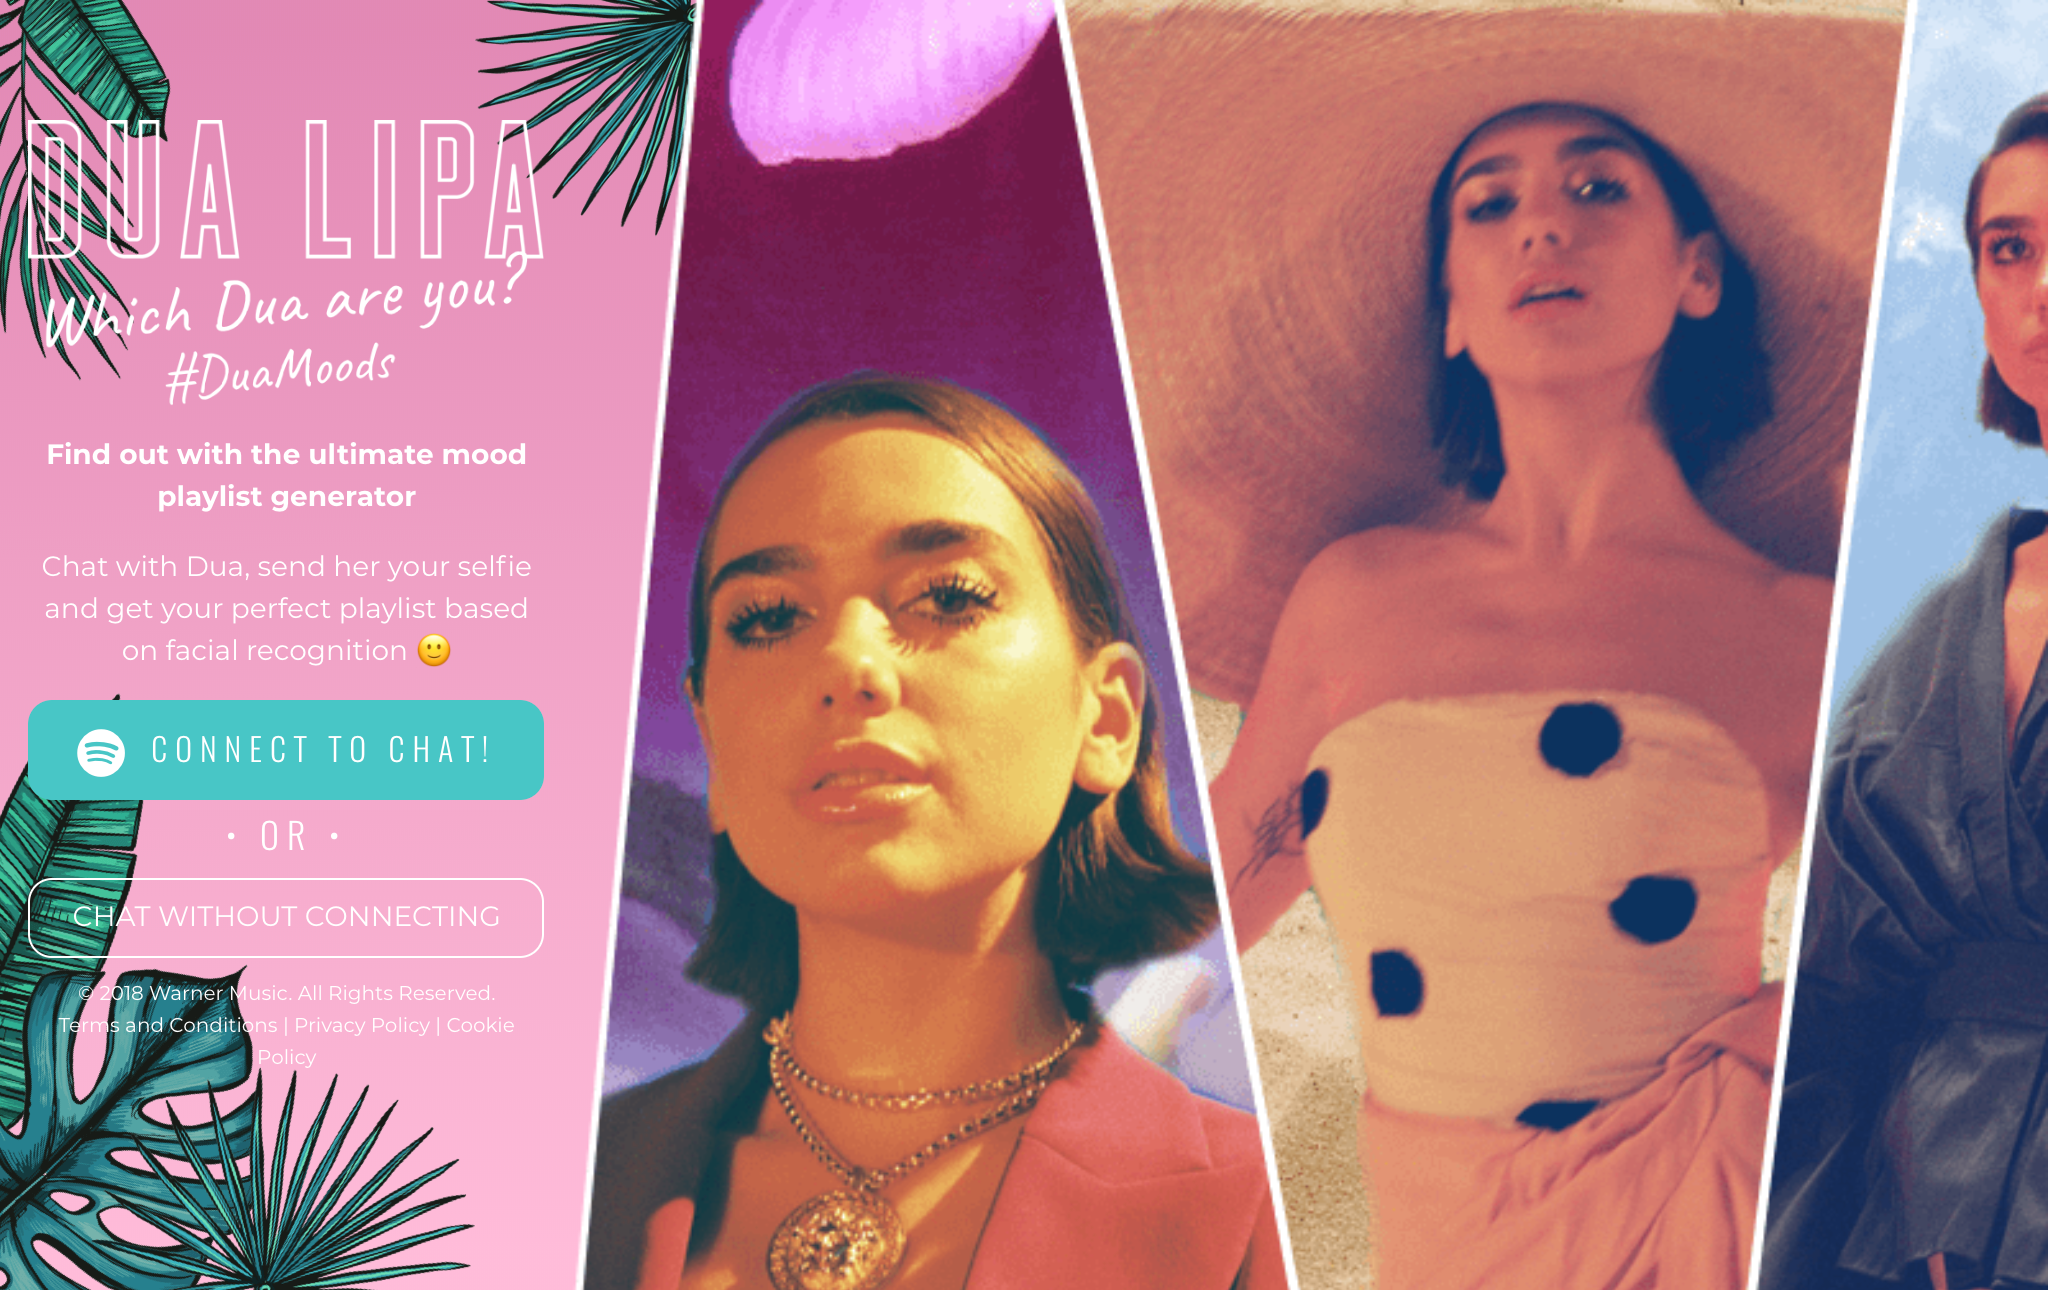 DUA LIPA
Which Dua are you?
#DuaMoods
Find out with the ultimate mood
playlist generator
Chat with Dua, send her your selfie
and get your perfect playlist based
on facial recognition 🙂
CONNECT TO CHAT!
• OR •
CHAT WITHOUT CONNECTING
© 2018 Warner Music. All Rights Reserved.
Terms and Conditions | Privacy Policy | Cookie
Policy